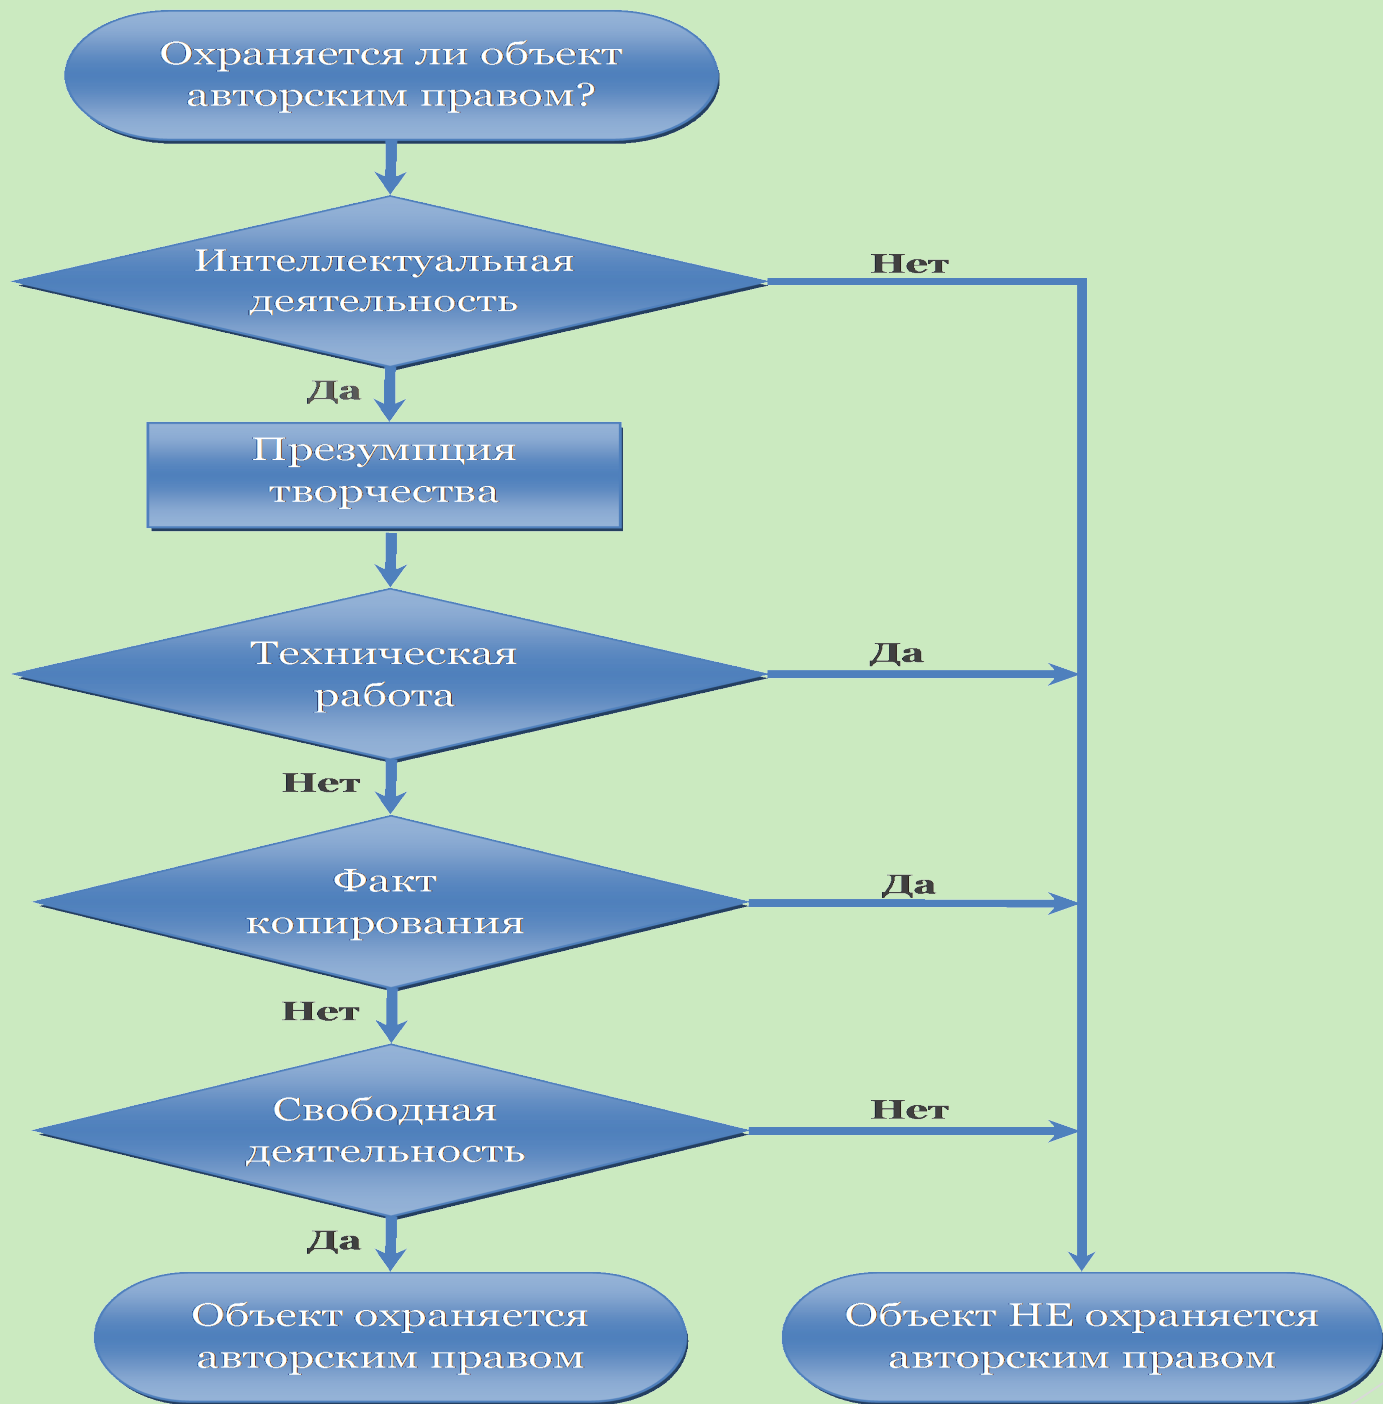 Охраняется ли объект
авторским правом?
Интеллектуальная
деятельность
Нет
Да
Презумпция
творчества
Техническая
работа
Да
Нет
Факт
копирования
Да
Нет
Свободная
деятельность
Нет
Да
Объект охраняется
авторским правом
Объект НЕ охраняется
авторским правом